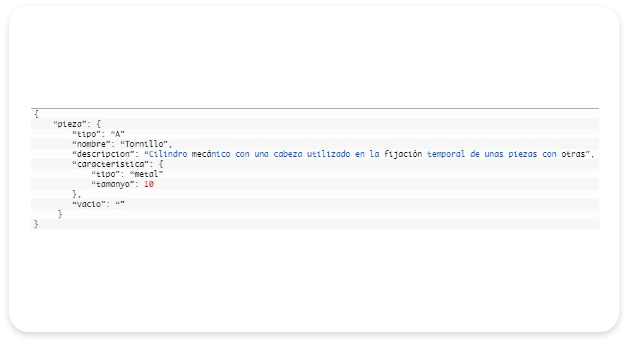 {
“pieza”: {
“tipo”: “A”
“nombre”: “Tornillo”,
“descripcion”: “Cilindro mecánico con una cabeza utilizado en la fijación temporal de unas piezas con otras”,
“caracteristica”: {
“tipo”: “metal”
“tamanyo”: 10
},
“vacio”: “”
}
}